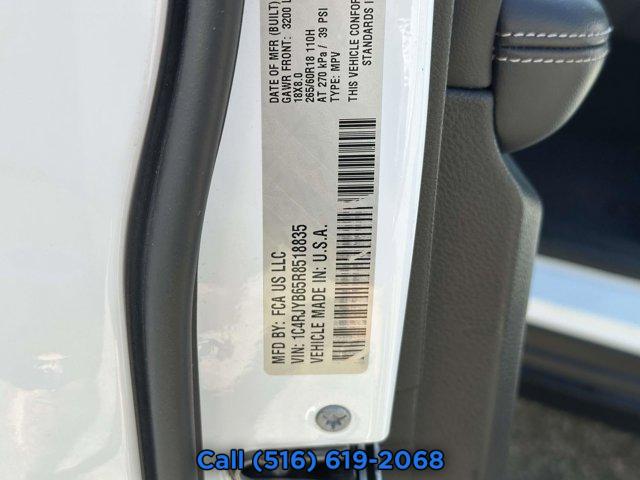 MFD BY: FCA US LLC
DATE OF MFR (BUILT)
GAWR FRONT: 3200 L
18X8.0
265/60R18 110H
AT 270 kPa / 39 PSI
TYPE: MPV
VIN: 1C4RJYB65R8518835
THIS VEHICLE CONFOR
STANDARDS I
VEHICLE MADE IN: U.S.A.
Call (516) 619-2068